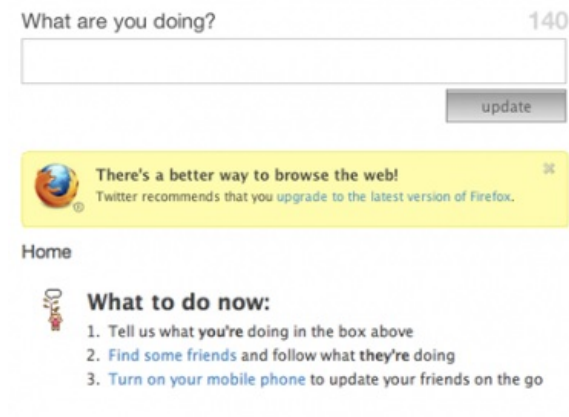 What are you doing?
140
update
There's a better way to browse the web!
Twitter recommends that you upgrade to the latest version of Firefox.
Home
What to do now:
1. Tell us what you're doing in the box above
2. Find some friends and follow what they're doing
3. Turn on your mobile phone to update your friends on the go